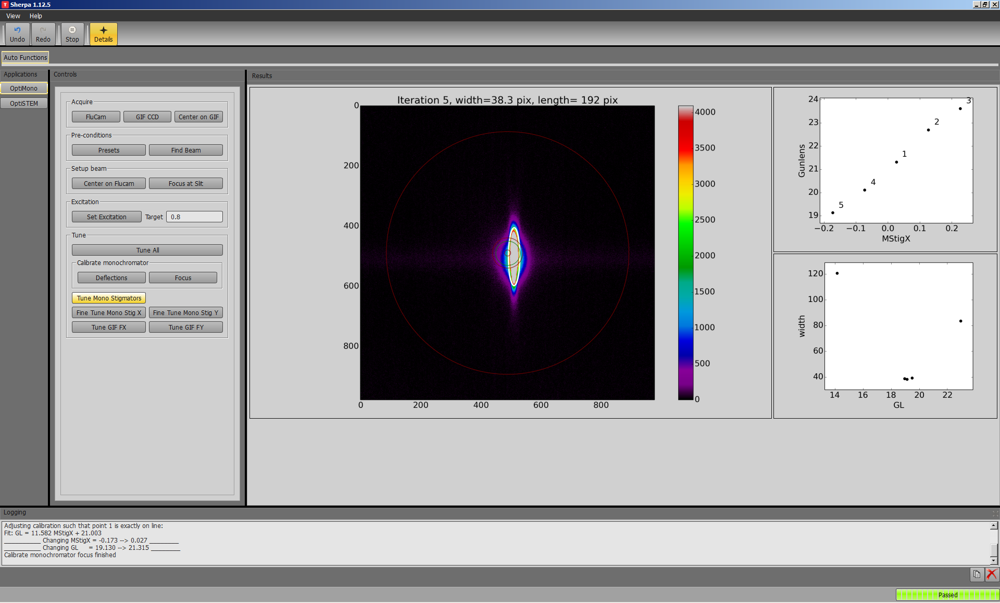 Sherpa 1.12.5
View Help
Undo Redo Stop Details
Auto Functions
Applications
OptiMono
OptiSTEM
Controls
Acquire
FluCam GIF CCD Center on GIF
Pre-conditions
Presets Find Beam
Setup beam
Center on Flucam Focus at Slit
Excitation
Set Excitation Target 0.8
Tune
Tune All
Calibrate monochromator
Deflections Focus
Tune Mono Stigmators
Fine Tune Mono Stig X Fine Tune Mono Stig Y
Tune GIF FX Tune GIF FY
Results
Iteration 5, width=38.3 pix, length= 192 pix
0
200
400
600
800
0 200 400 600 800
4000
3500
3000
2500
2000
1500
1000
500
0
24
23
22
21
20
19
Gunlens
3
2
1
4
5
−0.2 −0.1 0.0 0.1 0.2
MStigX
120
100
80
60
40
width
14 16 18 20 22
GL
Logging
Adjusting calibration such that point 1 is exactly on line:
Fit: GL = 11.582 MStigX + 21.003
__________ Changing MStigX = -0.173 --> 0.027 ________
__________ Changing GL = 19.130 --> 21.315 ________
Calibrate monochromator focus finished
Passed